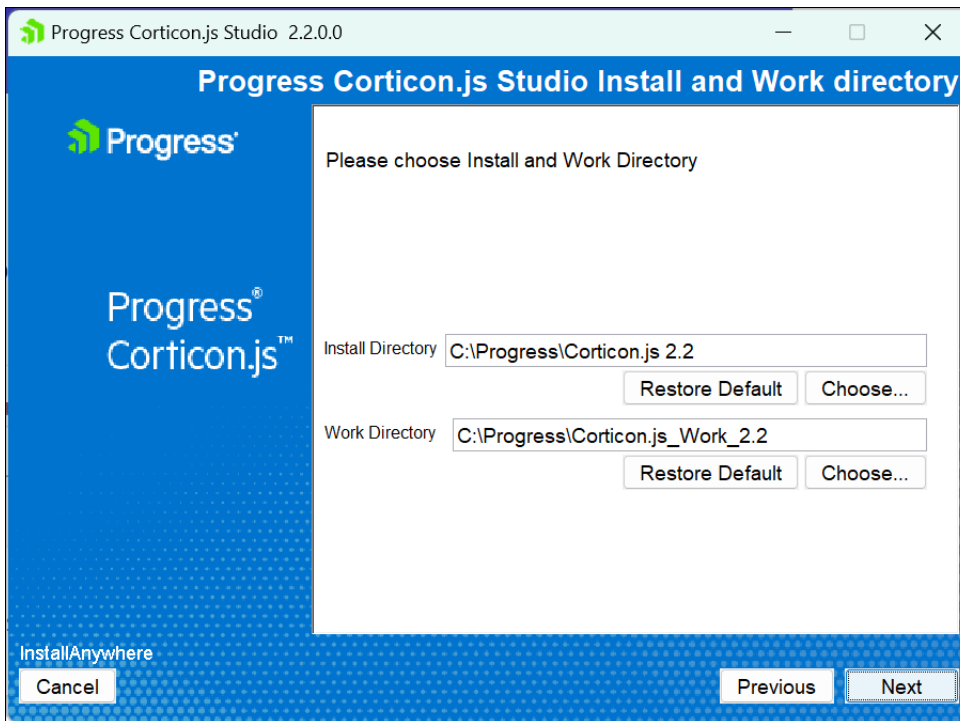 Progress Corticon.js Studio 2.2.0.0
Progress Corticon.js Studio Install and Work directory
Progress
Please choose Install and Work Directory
Progress®
Corticon.js™
Install Directory C:\Progress\Corticon.js 2.2
Restore Default Choose...
Work Directory C:\Progress\Corticon.js_Work_2.2
Restore Default Choose...
InstallAnywhere
Cancel Previous Next